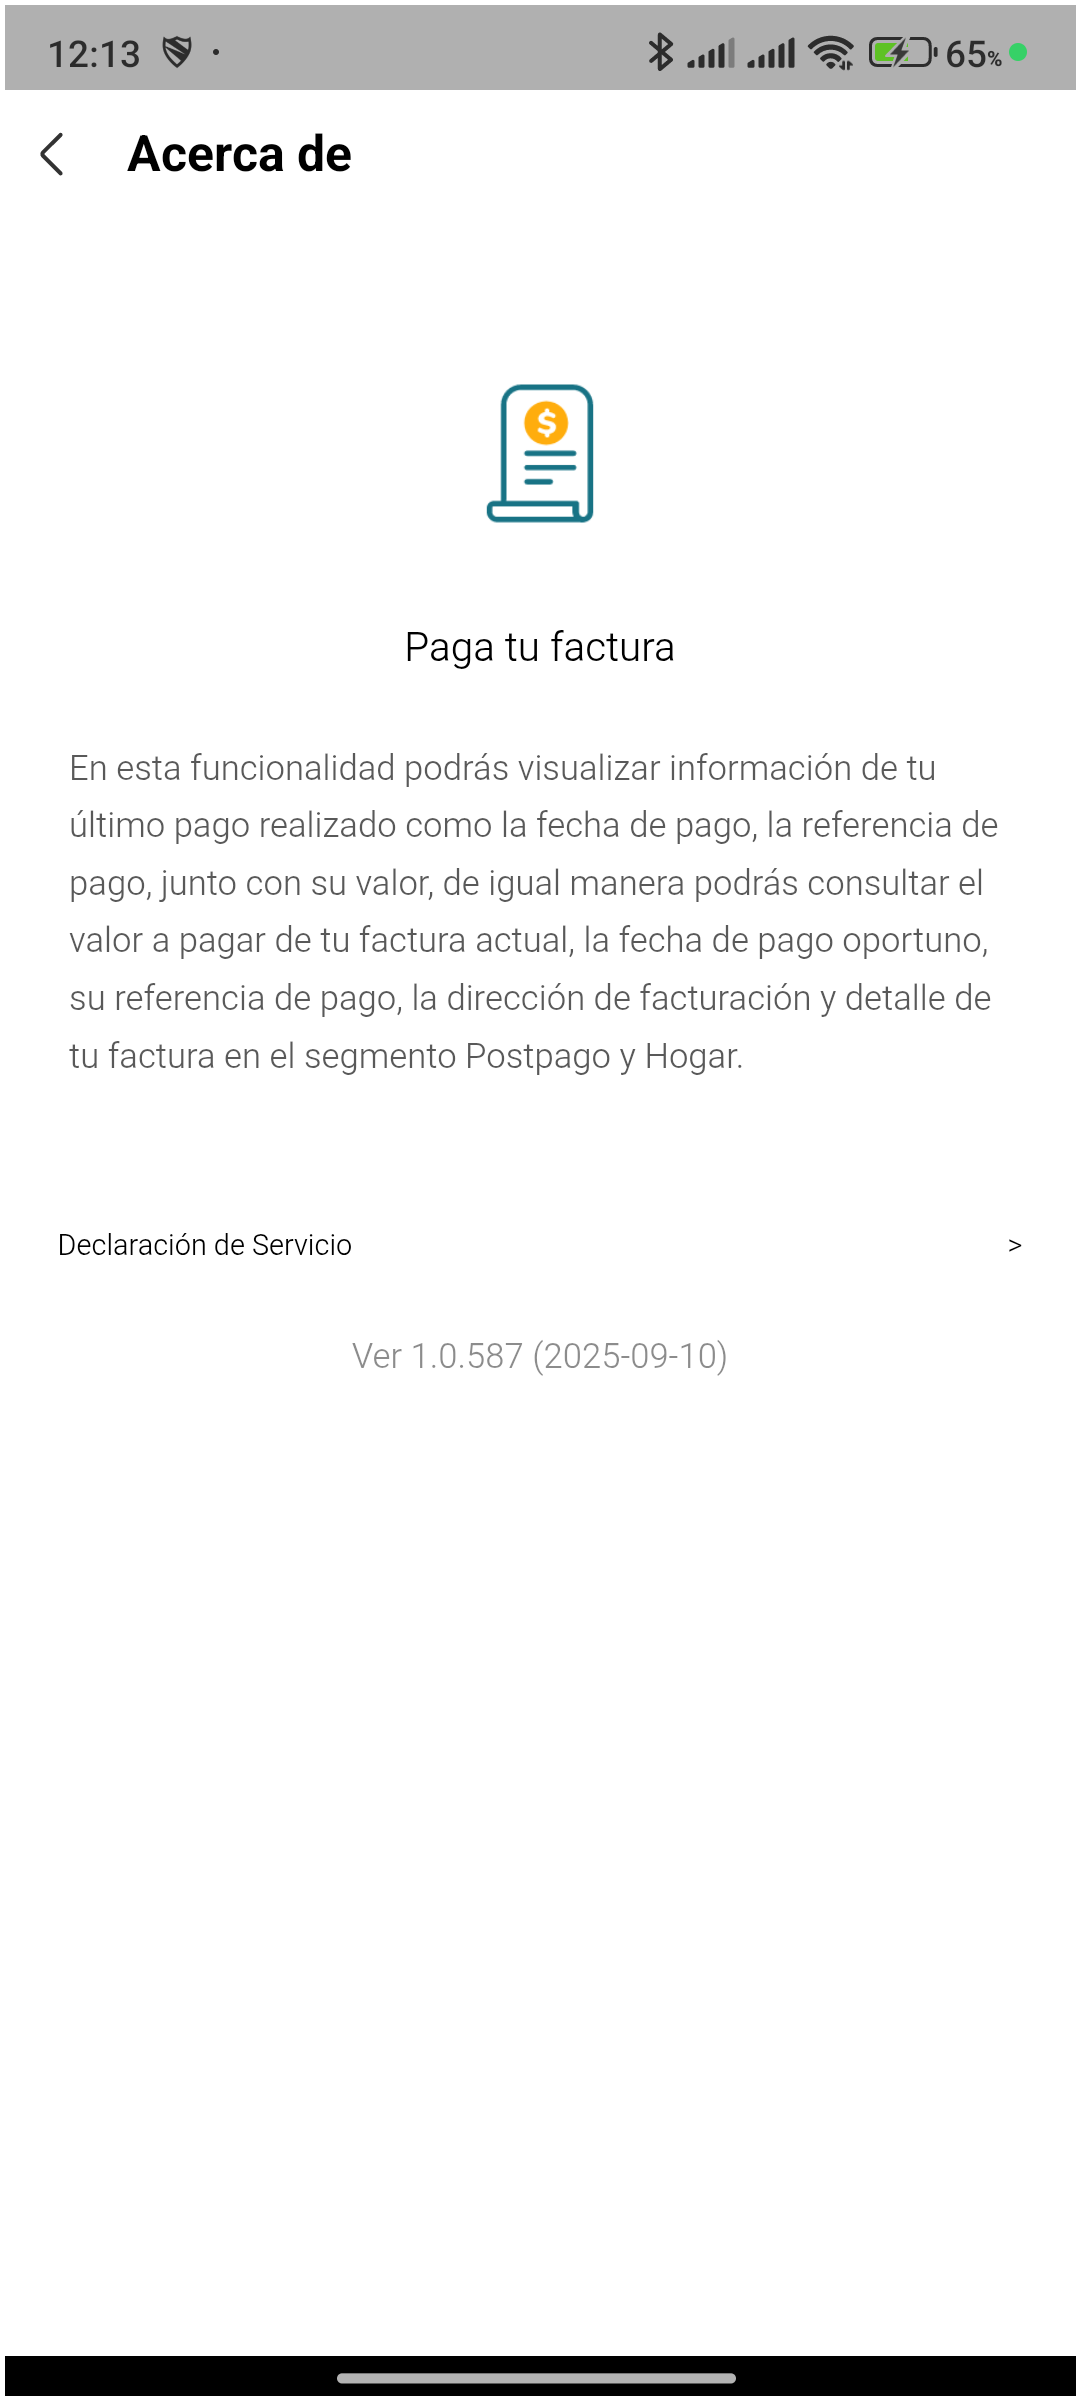 12:13
65%
Acerca de
$
Paga tu factura
En esta funcionalidad podrás visualizar información de tu
último pago realizado como la fecha de pago, la referencia de
pago, junto con su valor, de igual manera podrás consultar el
valor a pagar de tu factura actual, la fecha de pago oportuno,
su referencia de pago, la dirección de facturación y detalle de
tu factura en el segmento Postpago y Hogar.
Declaración de Servicio >
Ver 1.0.587 (2025-09-10)